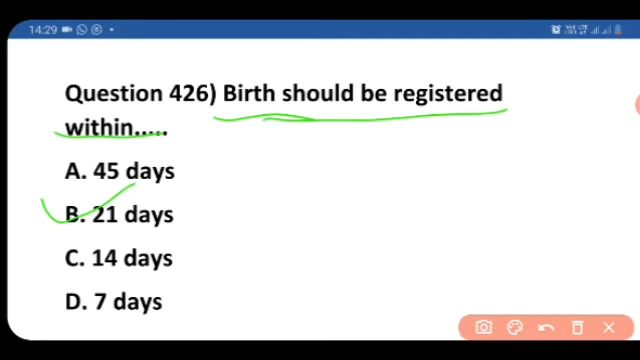 14:29
Question 426) Birth should be registered
within.....
A. 45 days
B. 21 days
C. 14 days
D. 7 days